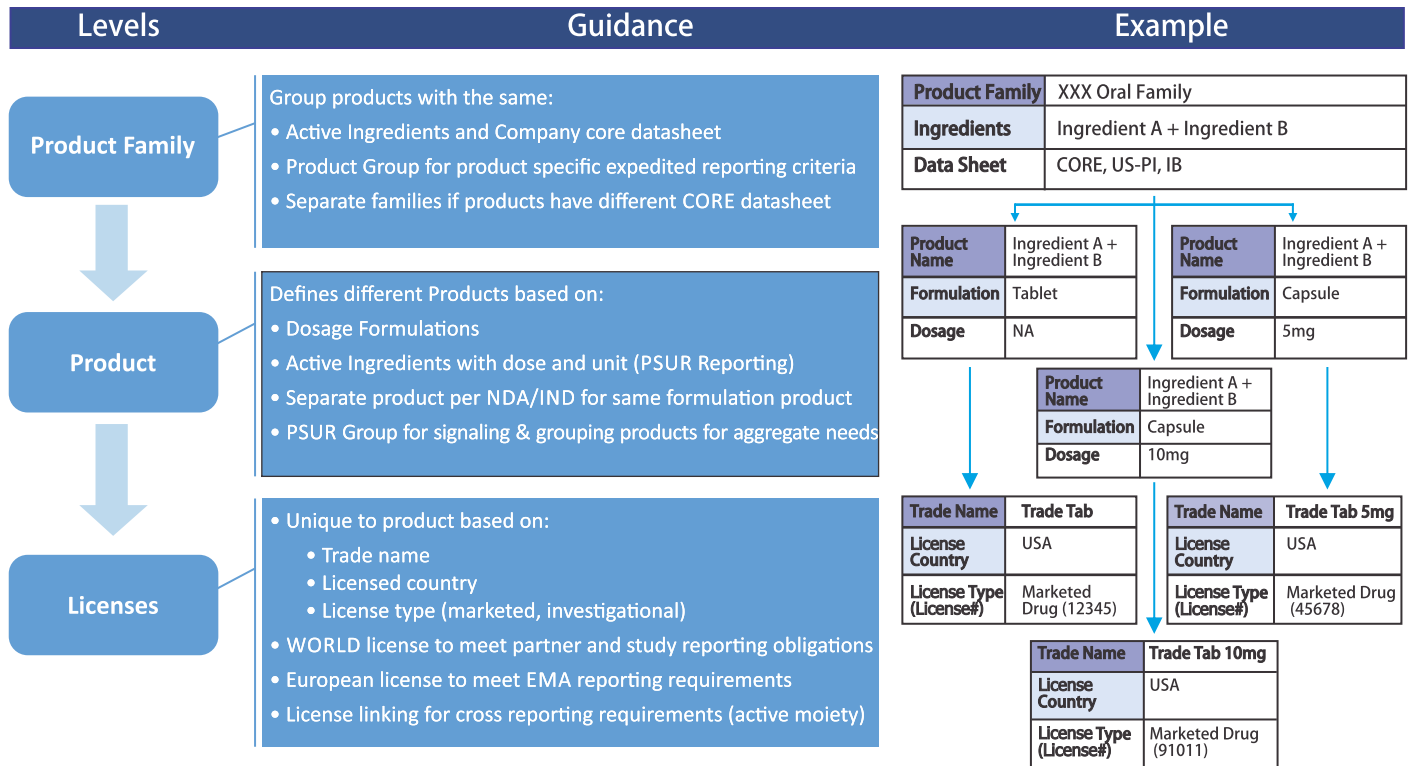 Levels
Guidance
Example
Product Family
Group products with the same:
• Active Ingredients and Company core datasheet
• Product Group for product specific expedited reporting criteria
• Separate families if products have different CORE datasheet
Product
Defines different Products based on:
• Dosage Formulations
• Active Ingredients with dose and unit (PSUR Reporting)
• Separate product per NDA/IND for same formulation product
• PSUR Group for signaling & grouping products for aggregate needs
Licenses
• Unique to product based on:
• Trade name
• Licensed country
• License type (marketed, investigational)
• WORLD license to meet partner and study reporting obligations
• European license to meet EMA reporting requirements
• License linking for cross reporting requirements (active moiety)
Product Family XXX Oral Family
Ingredients Ingredient A + Ingredient B
Data Sheet CORE, US-PI, IB
Product
Name
Ingredient A +
Ingredient B
Formulation Tablet
Dosage NA
Product
Name
Ingredient A +
Ingredient B
Formulation Capsule
Dosage 5mg
Product
Name
Ingredient A +
Ingredient B
Formulation Capsule
Dosage 10mg
Trade Name Trade Tab
License
Country
USA
License Type
(License#)
Marketed
Drug (12345)
Trade Name Trade Tab 5mg
License
Country
USA
License Type
(License#)
Marketed Drug
(45678)
Trade Name Trade Tab 10mg
License
Country
USA
License Type
(License#)
Marketed Drug
(91011)